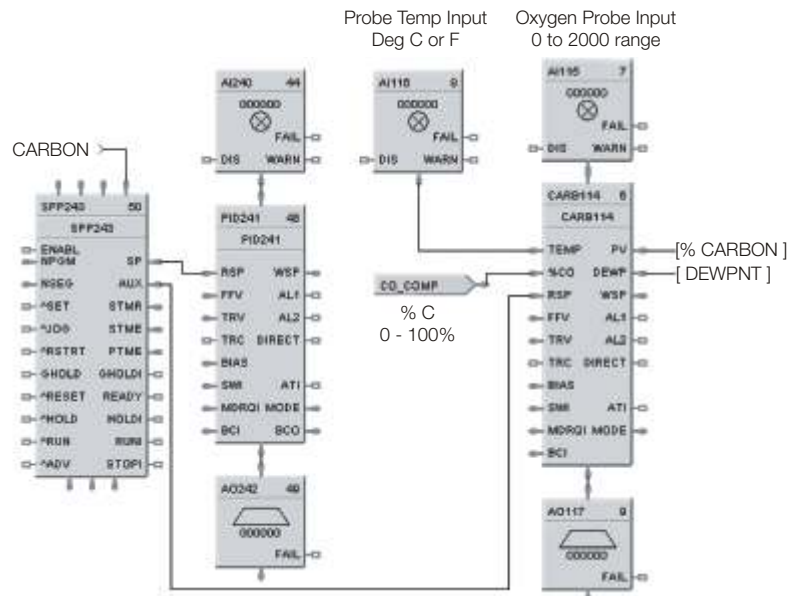 Probe Temp Input
Deg C or F
Oxygen Probe Input
0 to 2000 range
CARBON
AI240 44
000000
FAIL
DIS WARN
AI116 8
000000
FAIL
DIS WARN
AI115 7
000000
FAIL
DIS WARN
SPP243 50
SPP243
ENABL
NPGM SP
NSEG AUX
^SET STMR
^JOG STME
^RSTRT PTME
GHOLD GHOLDI
^RESET READY
^HOLD HOLDI
^RUN RUNI
^ADV STOPI
PID241 48
PID241
RSP WSP
FFV AL1
TRV AL2
TRC DIRECT
BIAS
SWI ATI
MDRQI MODE
BCI BCO
CO_COMP
% C
0 - 100%
CARB114 6
CARB114
TEMP PV
%CO DEWP
RSP WSP
FFV AL1
TRV AL2
TRC DIRECT
BIAS
SWI ATI
MDRQI MODE
BCI
[% CARBON ]
[ DEWPNT ]
AO242 49
000000
FAIL
AO117 9
000000
FAIL